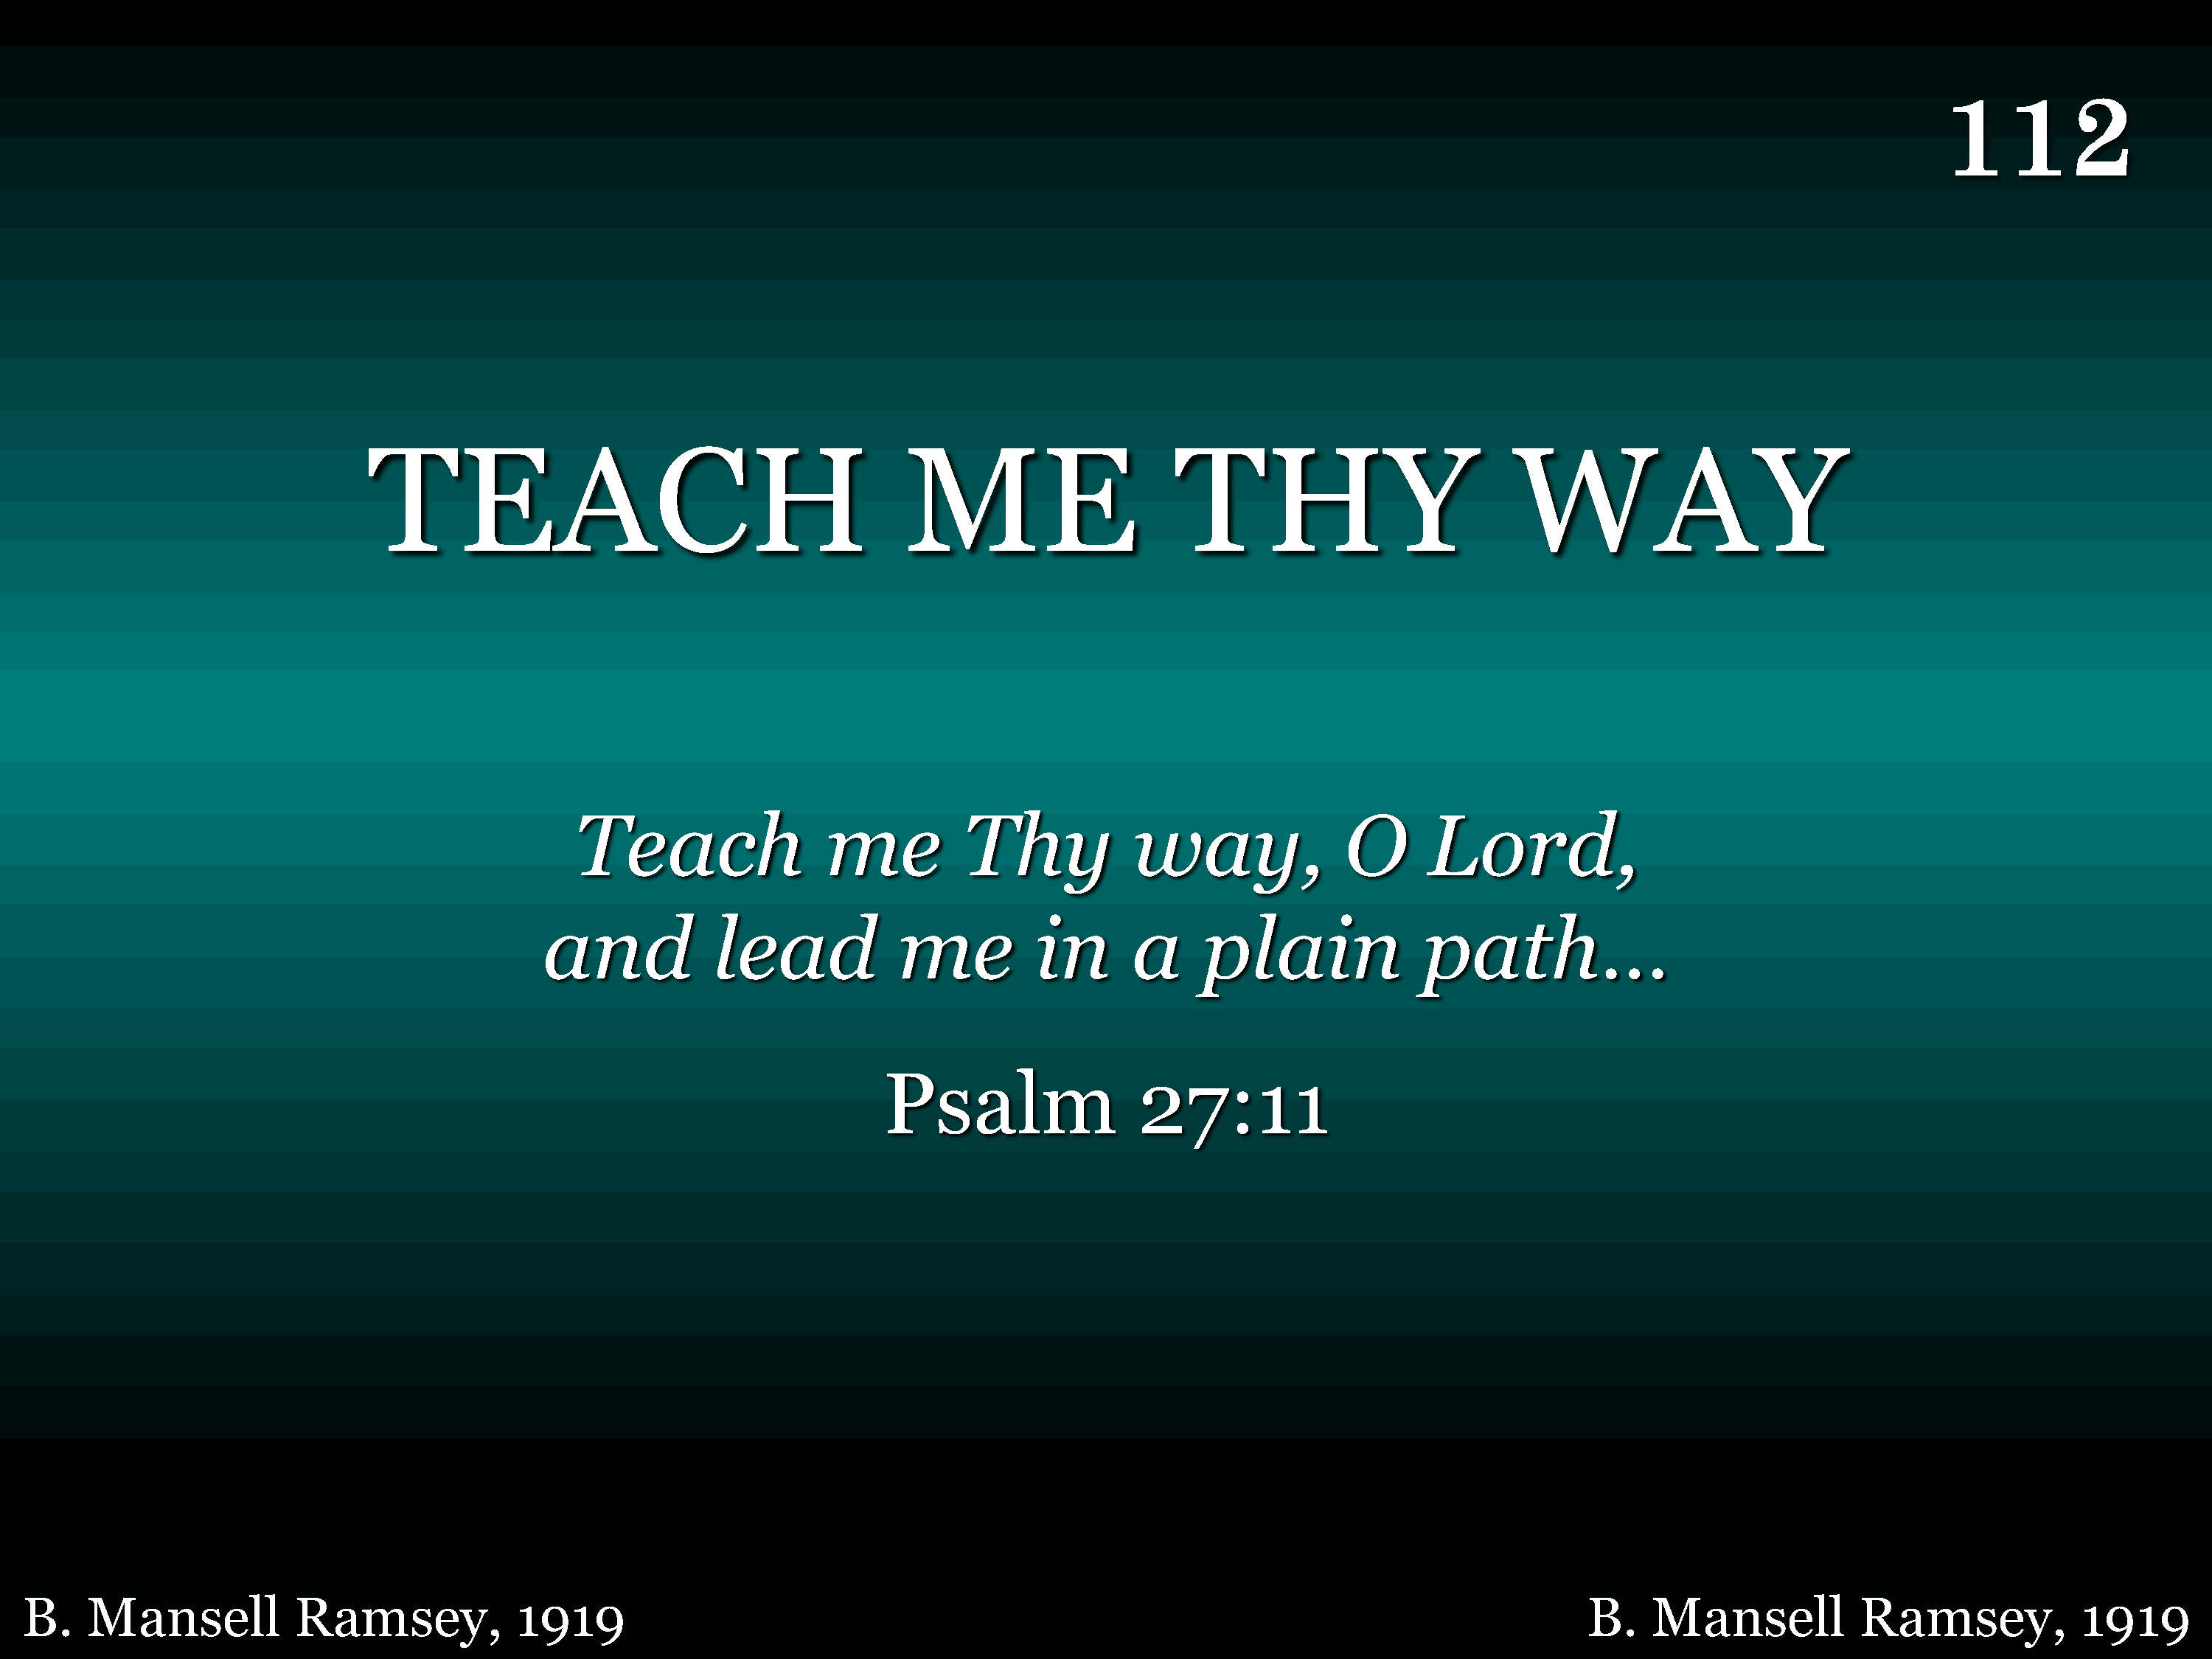 112
TEACH ME THY WAY
Teach me Thy way, O Lord,
and lead me in a plain path...
Psalm 27:11
B. Mansell Ramsey, 1919
B. Mansell Ramsey, 1919